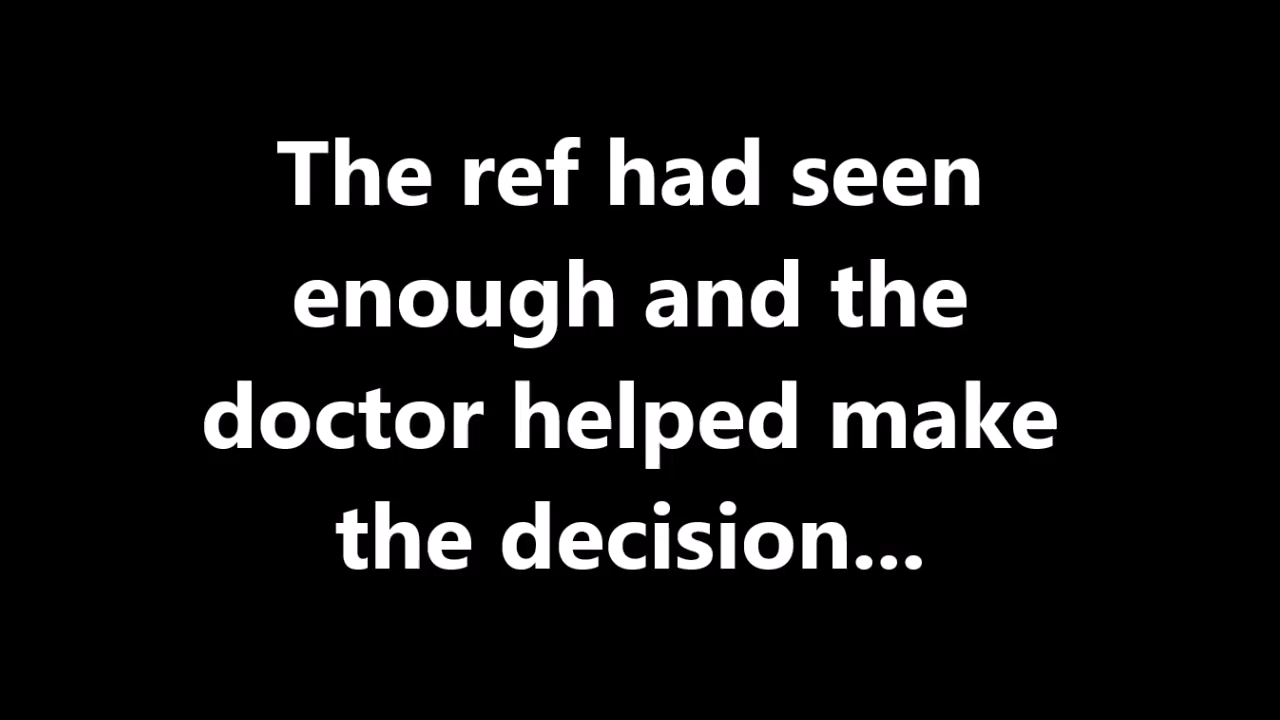 The ref had seen
enough and the
doctor helped make
the decision...